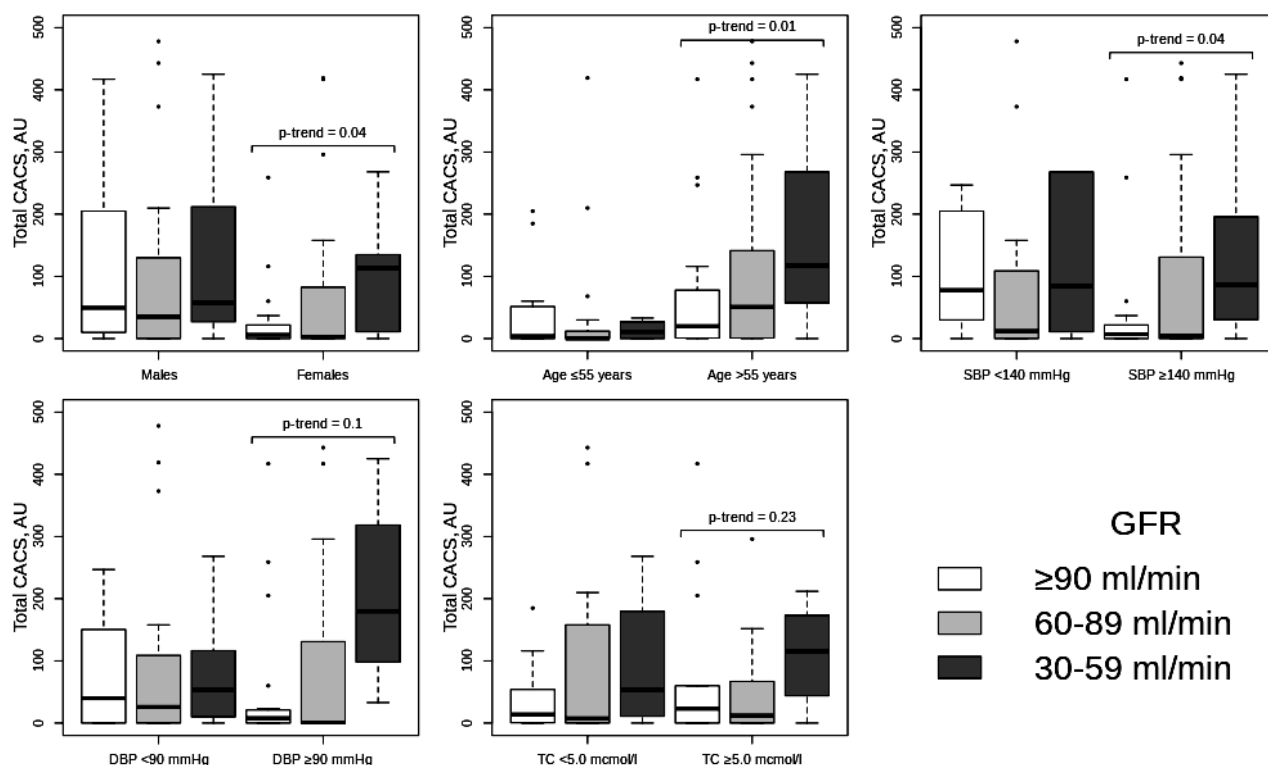 Total CACS, AU
500
400
300
200
100
0
p-trend = 0.04
Males
Females
Total CACS, AU
500
400
300
200
100
0
p-trend = 0.01
Age ≤55 years
Age >55 years
Total CACS, AU
500
400
300
200
100
0
p-trend = 0.04
SBP <140 mmHg
SBP ≥140 mmHg
Total CACS, AU
500
400
300
200
100
0
p-trend = 0.1
DBP <90 mmHg
DBP ≥90 mmHg
Total CACS, AU
500
400
300
200
100
0
p-trend = 0.23
TC <5.0 mcmol/l
TC ≥5.0 mcmol/l
GFR
≥90 ml/min
60-89 ml/min
30-59 ml/min